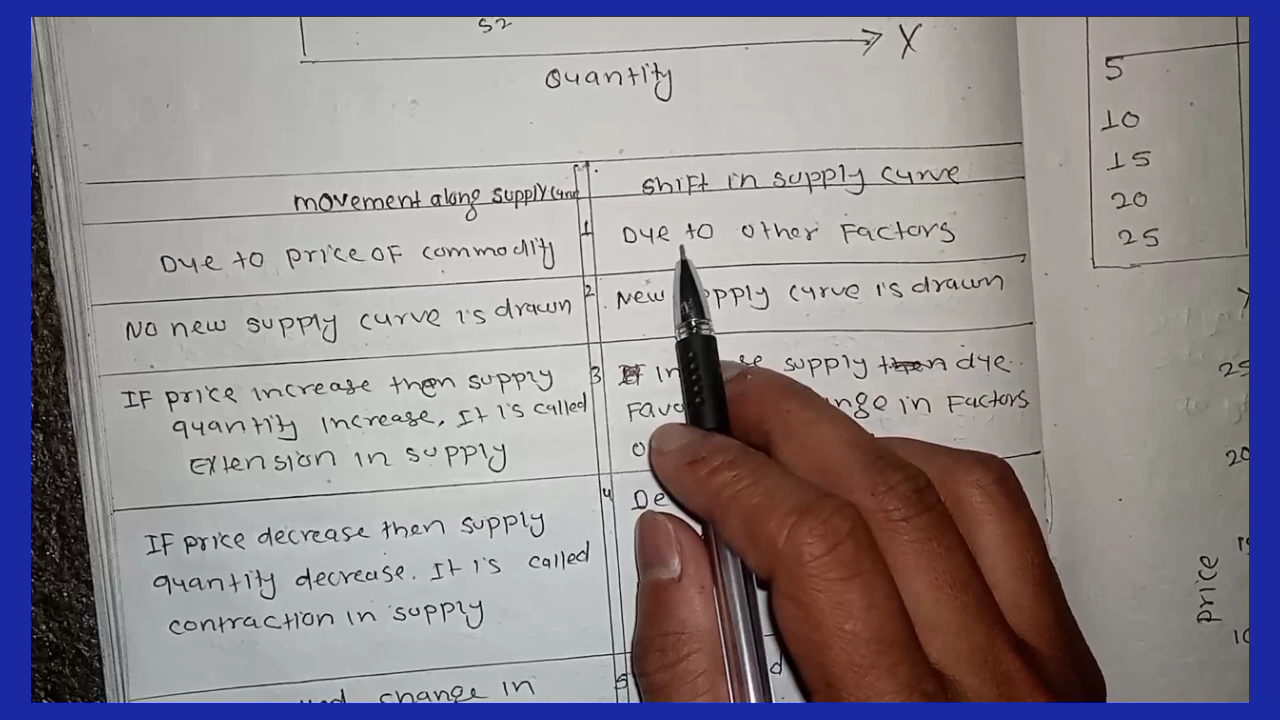 S2
X
Quantity
movement along supply curve
shift in supply curve
1
Due to price OF commodity
Due to other Factors
2
No new supply curve is drawn
New supply curve is drawn
3
IF price increase then supply
quantity increase. It is called
Extension in supply
supply then due
in Factors
4
IF price decrease then supply
quantity decrease. It is called
contraction in supply
De
5
change in
d
5
10
15
20
25
Y
25
20
price
10